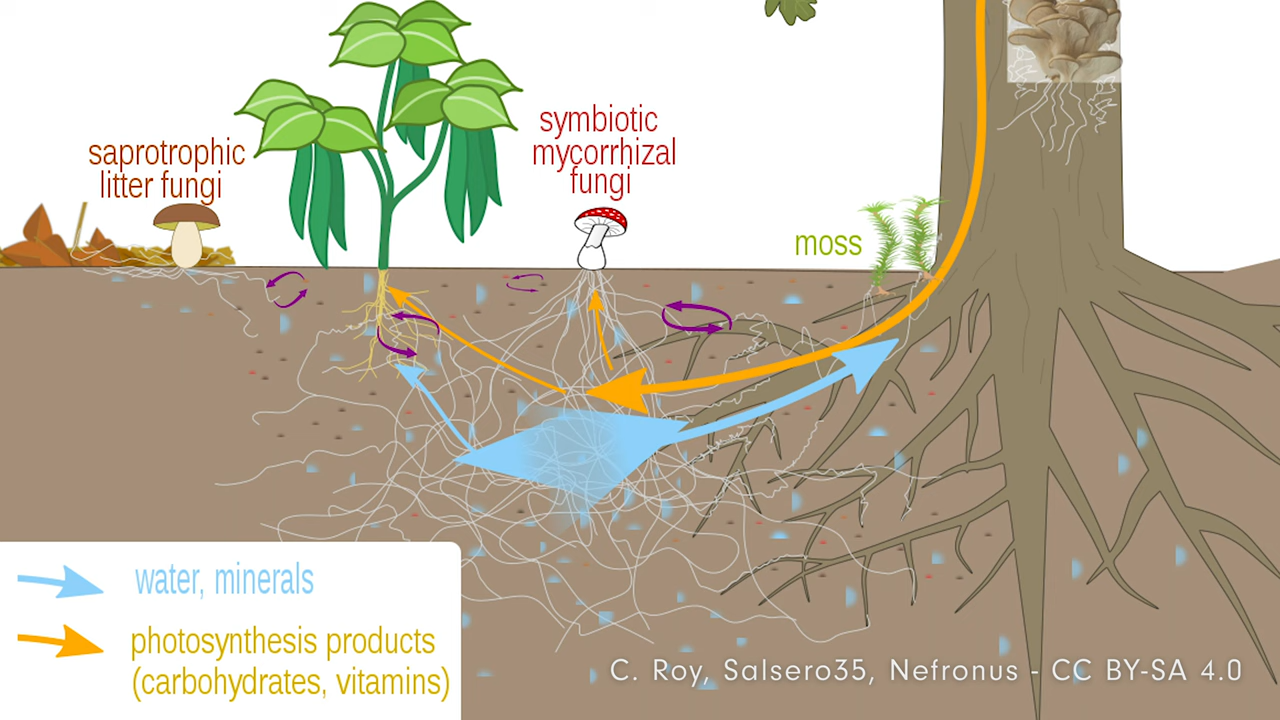 symbiotic
mycorrhizal
fungi
saprotrophic
litter fungi
moss
water, minerals
photosynthesis products
(carbohydrates, vitamins)
C. Roy, Salsero35, Nefronus - CC BY-SA 4.0